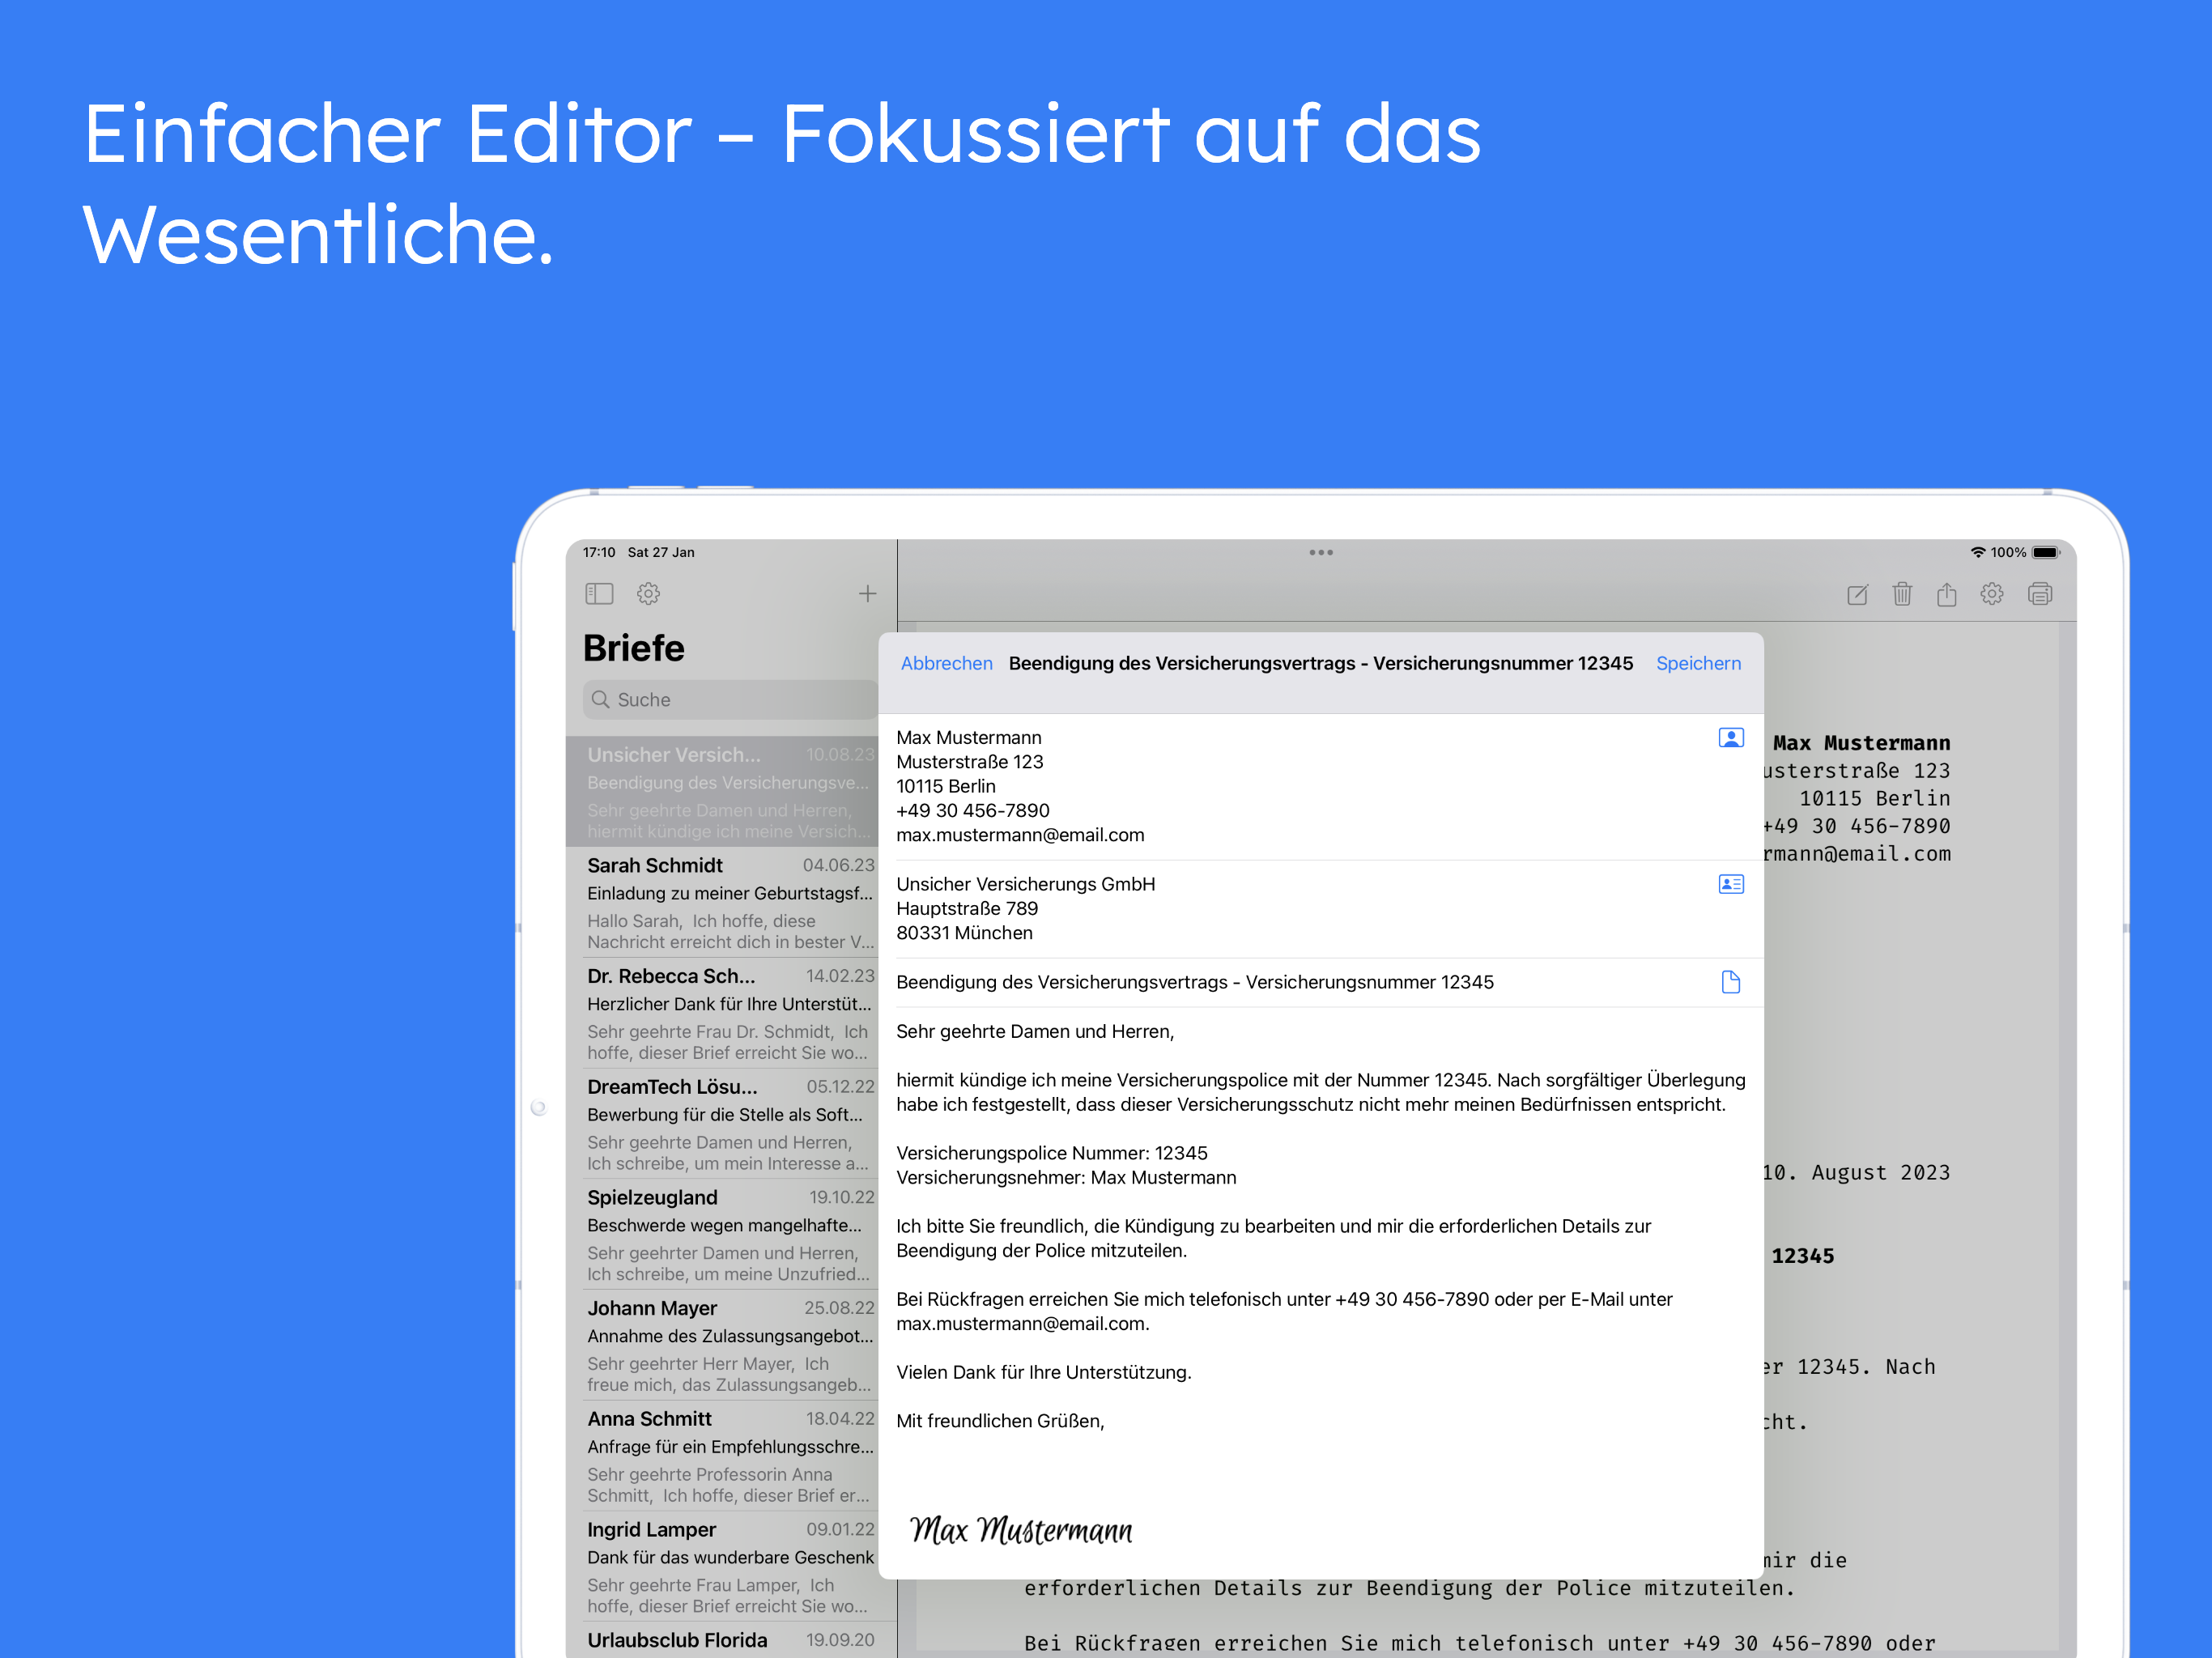 Einfacher Editor – Fokussiert auf das
Wesentliche.
17:10 Sat 27 Jan
100%
Briefe
Suche
Unsicher Versich... 10.08.23
Beendigung des Versicherungsve...
Sehr geehrte Damen und Herren,
hiermit kündige ich meine Versich...
Sarah Schmidt 04.06.23
Einladung zu meiner Geburtstagsf...
Hallo Sarah, Ich hoffe, diese
Nachricht erreicht dich in bester V...
Dr. Rebecca Sch... 14.02.23
Herzlicher Dank für Ihre Unterstüt...
Sehr geehrte Frau Dr. Schmidt, Ich
hoffe, dieser Brief erreicht Sie wo...
DreamTech Lösu... 05.12.22
Bewerbung für die Stelle als Soft...
Sehr geehrte Damen und Herren,
Ich schreibe, um mein Interesse a...
Spielzeugland 19.10.22
Beschwerde wegen mangelhafte...
Sehr geehrter Damen und Herren,
Ich schreibe, um meine Unzufried...
Johann Mayer 25.08.22
Annahme des Zulassungsangebot...
Sehr geehrter Herr Mayer, Ich
freue mich, das Zulassungsangeb...
Anna Schmitt 18.04.22
Anfrage für ein Empfehlungsschre...
Sehr geehrte Professorin Anna
Schmitt, Ich hoffe, dieser Brief er...
Ingrid Lamper 09.01.22
Dank für das wunderbare Geschenk
Sehr geehrte Frau Lamper, Ich
hoffe, dieser Brief erreicht Sie wo...
Urlaubsclub Florida 19.09.20
Abbrechen Beendigung des Versicherungsvertrags - Versicherungsnummer 12345 Speichern
Max Mustermann
Musterstraße 123
10115 Berlin
+49 30 456-7890
max.mustermann@email.com
Unsicher Versicherungs GmbH
Hauptstraße 789
80331 München
Beendigung des Versicherungsvertrags - Versicherungsnummer 12345
Sehr geehrte Damen und Herren,
hiermit kündige ich meine Versicherungspolice mit der Nummer 12345. Nach sorgfältiger Überlegung
habe ich festgestellt, dass dieser Versicherungsschutz nicht mehr meinen Bedürfnissen entspricht.
Versicherungspolice Nummer: 12345
Versicherungsnehmer: Max Mustermann
Ich bitte Sie freundlich, die Kündigung zu bearbeiten und mir die erforderlichen Details zur
Beendigung der Police mitzuteilen.
Bei Rückfragen erreichen Sie mich telefonisch unter +49 30 456-7890 oder per E-Mail unter
max.mustermann@email.com.
Vielen Dank für Ihre Unterstützung.
Mit freundlichen Grüßen,
Max Mustermann
Max Mustermann
usterstraße 123
10115 Berlin
+49 30 456-7890
rmann@email.com
10. August 2023
12345
er 12345. Nach
cht.
mir die
erforderlichen Details zur Beendigung der Police mitzuteilen.
Bei Rückfragen erreichen Sie mich telefonisch unter +49 30 456-7890 oder